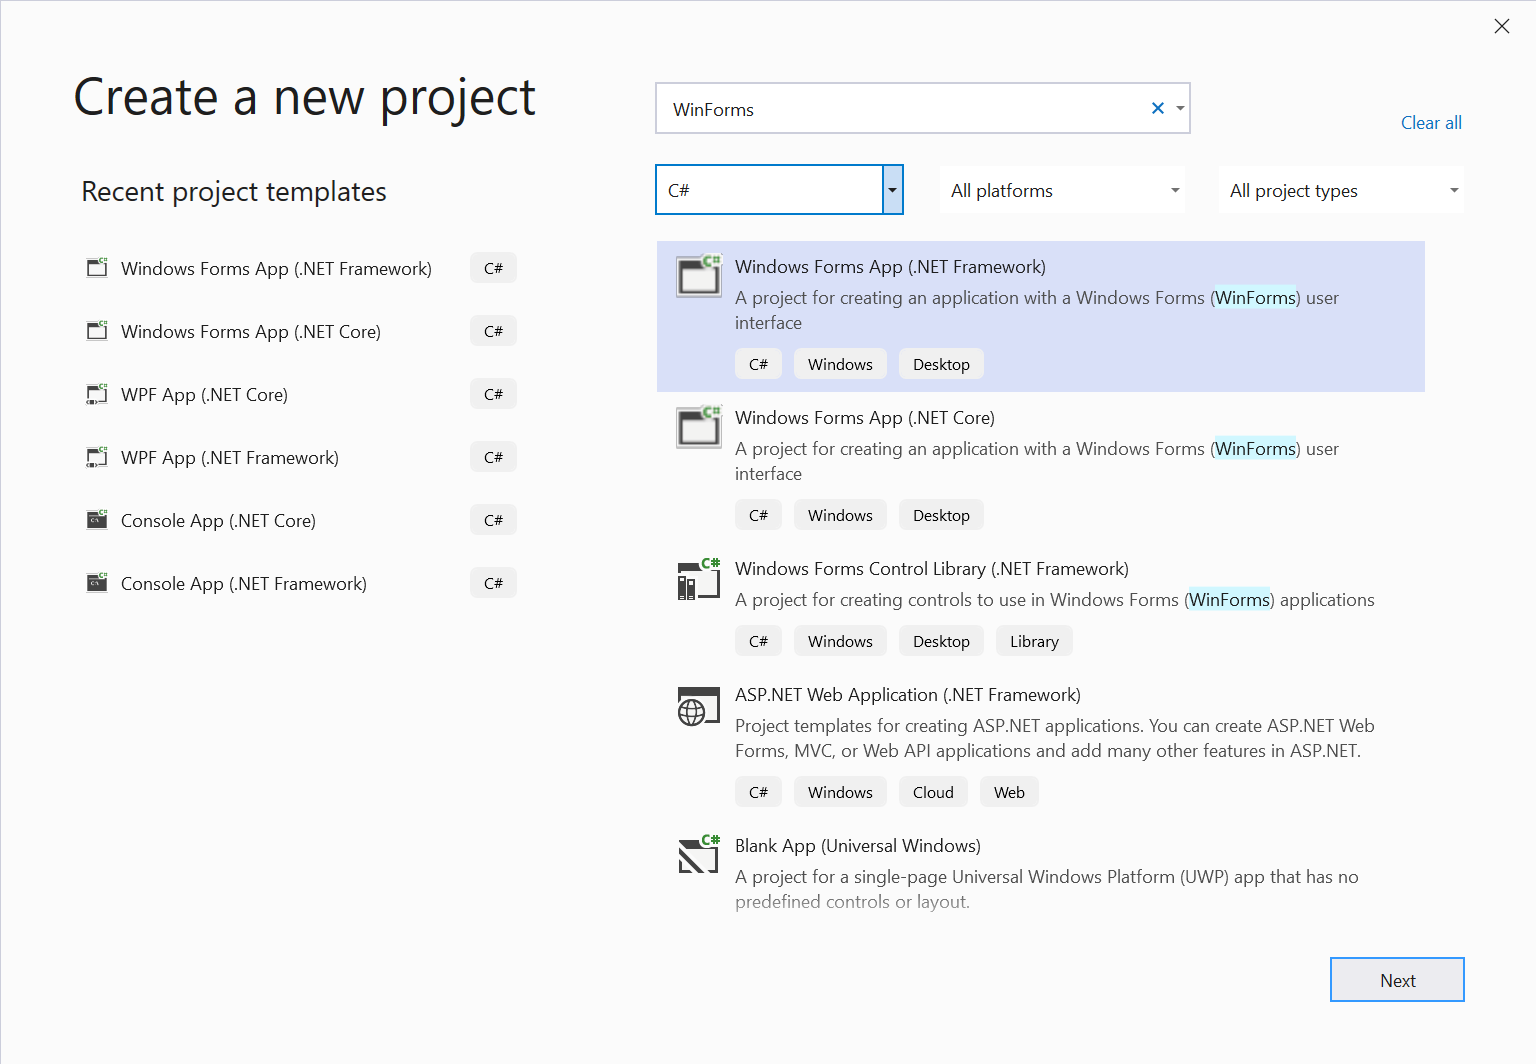 Create a new project
WinForms
Clear all
C#
All platforms
All project types
Recent project templates
Windows Forms App (.NET Framework) C#
Windows Forms App (.NET Core) C#
WPF App (.NET Core) C#
WPF App (.NET Framework) C#
Console App (.NET Core) C#
Console App (.NET Framework) C#
Windows Forms App (.NET Framework)
A project for creating an application with a Windows Forms (WinForms) user
interface
C# Windows Desktop
Windows Forms App (.NET Core)
A project for creating an application with a Windows Forms (WinForms) user
interface
C# Windows Desktop
Windows Forms Control Library (.NET Framework)
A project for creating controls to use in Windows Forms (WinForms) applications
C# Windows Desktop Library
ASP.NET Web Application (.NET Framework)
Project templates for creating ASP.NET applications. You can create ASP.NET Web
Forms, MVC, or Web API applications and add many other features in ASP.NET.
C# Windows Cloud Web
Blank App (Universal Windows)
A project for a single-page Universal Windows Platform (UWP) app that has no
predefined controls or layout.
Next